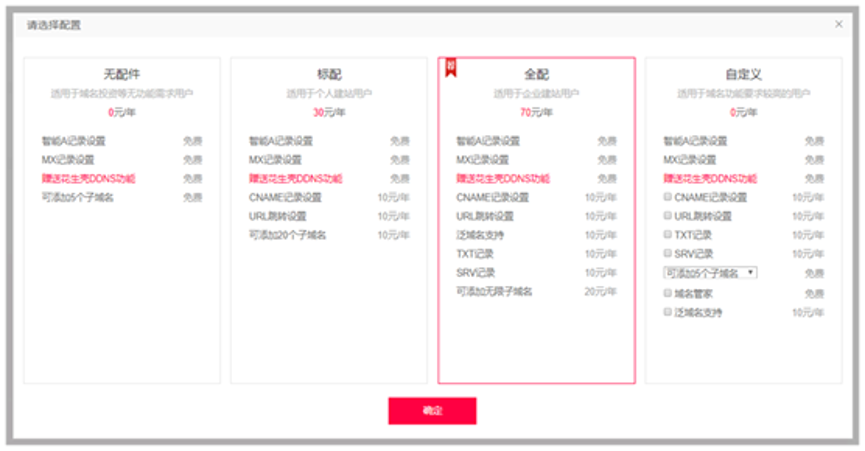 请选择配置 ×
无配件
适用于域名投资等无功能需求用户
0元/年
智能A记录设置 免费
MX记录设置 免费
赠送花生壳DDNS功能 免费
可添加5个子域名 免费
标配
适用于个人建站用户
30元/年
智能A记录设置 免费
MX记录设置 免费
赠送花生壳DDNS功能 免费
CNAME记录设置 10元/年
URL跳转设置 10元/年
可添加20个子域名 10元/年
荐
全配
适用于企业建站用户
70元/年
智能A记录设置 免费
MX记录设置 免费
赠送花生壳DDNS功能 免费
CNAME记录设置 10元/年
URL跳转设置 10元/年
泛域名支持 10元/年
TXT记录 10元/年
SRV记录 10元/年
可添加无限子域名 20元/年
自定义
适用于域名功能要求较高的用户
0元/年
智能A记录设置 免费
MX记录设置 免费
赠送花生壳DDNS功能 免费
CNAME记录设置 10元/年
URL跳转设置 10元/年
TXT记录 10元/年
SRV记录 10元/年
可添加5个子域名 免费
域名管家 免费
泛域名支持 10元/年
确定